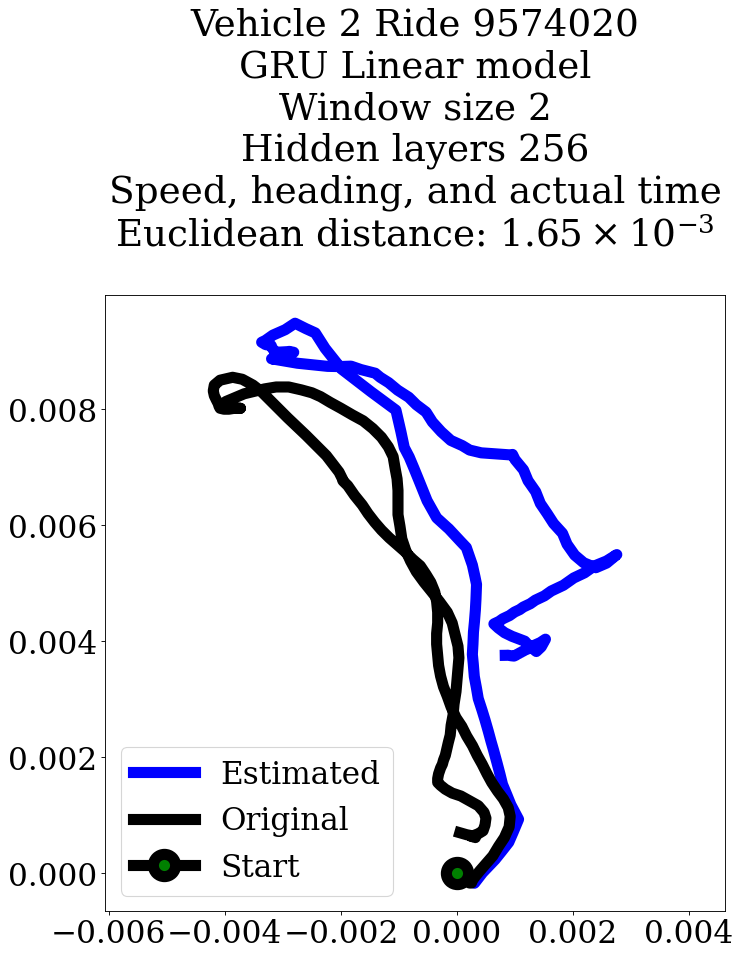 Vehicle 2 Ride 9574020
GRU Linear model
Window size 2
Hidden layers 256
Speed, heading, and actual time
Euclidean distance: 1.65 × 10⁻³
0.008
0.006
0.004
0.002
0.000
Estimated
Original
Start
−0.006 −0.004 −0.002 0.000 0.002 0.004